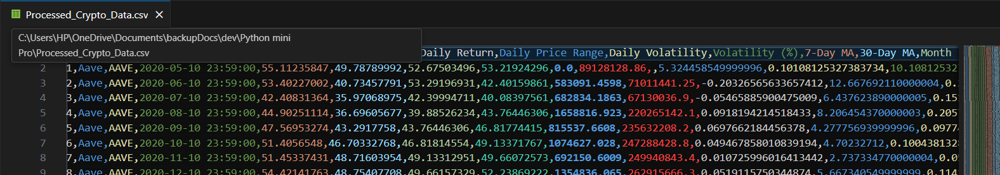 Processed_Crypto_Data.csv
C:\Users\HP\OneDrive\Documents\backupDocs\dev\Python mini
Pro\Processed_Crypto_Data.csv
Daily Return,Daily Price Range,Daily Volatility,Volatility (%),7-Day MA,30-Day MA,Month
2 1,Aave,AAVE,2020-05-10 23:59:00,55.11235847,49.78789992,52.67503496,53.21924296,0.0,89128128.86,,5.324458549999996,0.10108125327383734,10.108125327
3 2,Aave,AAVE,2020-06-10 23:59:00,53.40227002,40.73457791,53.29196931,42.40159861,583091.4598,71011441.25,-0.20326565633657412,12.667692110000004,0.
4 3,Aave,AAVE,2020-07-10 23:59:00,42.40831364,35.97068975,42.39994711,40.08397561,682834.1863,67130036.9,-0.05465885900475009,6.437623890000005,0.15
5 4,Aave,AAVE,2020-08-10 23:59:00,44.90251114,36.69605677,39.88526234,43.76446306,1658816.923,220265142.1,0.0918194214518433,8.206454370000003,0.205
6 5,Aave,AAVE,2020-09-10 23:59:00,47.56953274,43.2917758,43.76446306,46.81774415,815537.6608,235632208.2,0.0697662184456378,4.277756939999996,0.0977
7 6,Aave,AAVE,2020-10-10 23:59:00,51.4056548,46.70332768,46.81814554,49.13371767,1074627.028,247288428.8,0.049467858010839194,4.70232712,0.1004381328
8 7,Aave,AAVE,2020-11-10 23:59:00,51.45337431,48.71603954,49.13312951,49.66072573,692150.6009,249940843.4,0.010725996016413442,2.737334770000004,0.0
9 8,Aave,AAVE,2020-12-10 23:59:00,54.42141763,48.75407708,49.66157329,52.23869222,1354836.065,262915666.3,0.0519115750344874,5.667340549999999,0.114